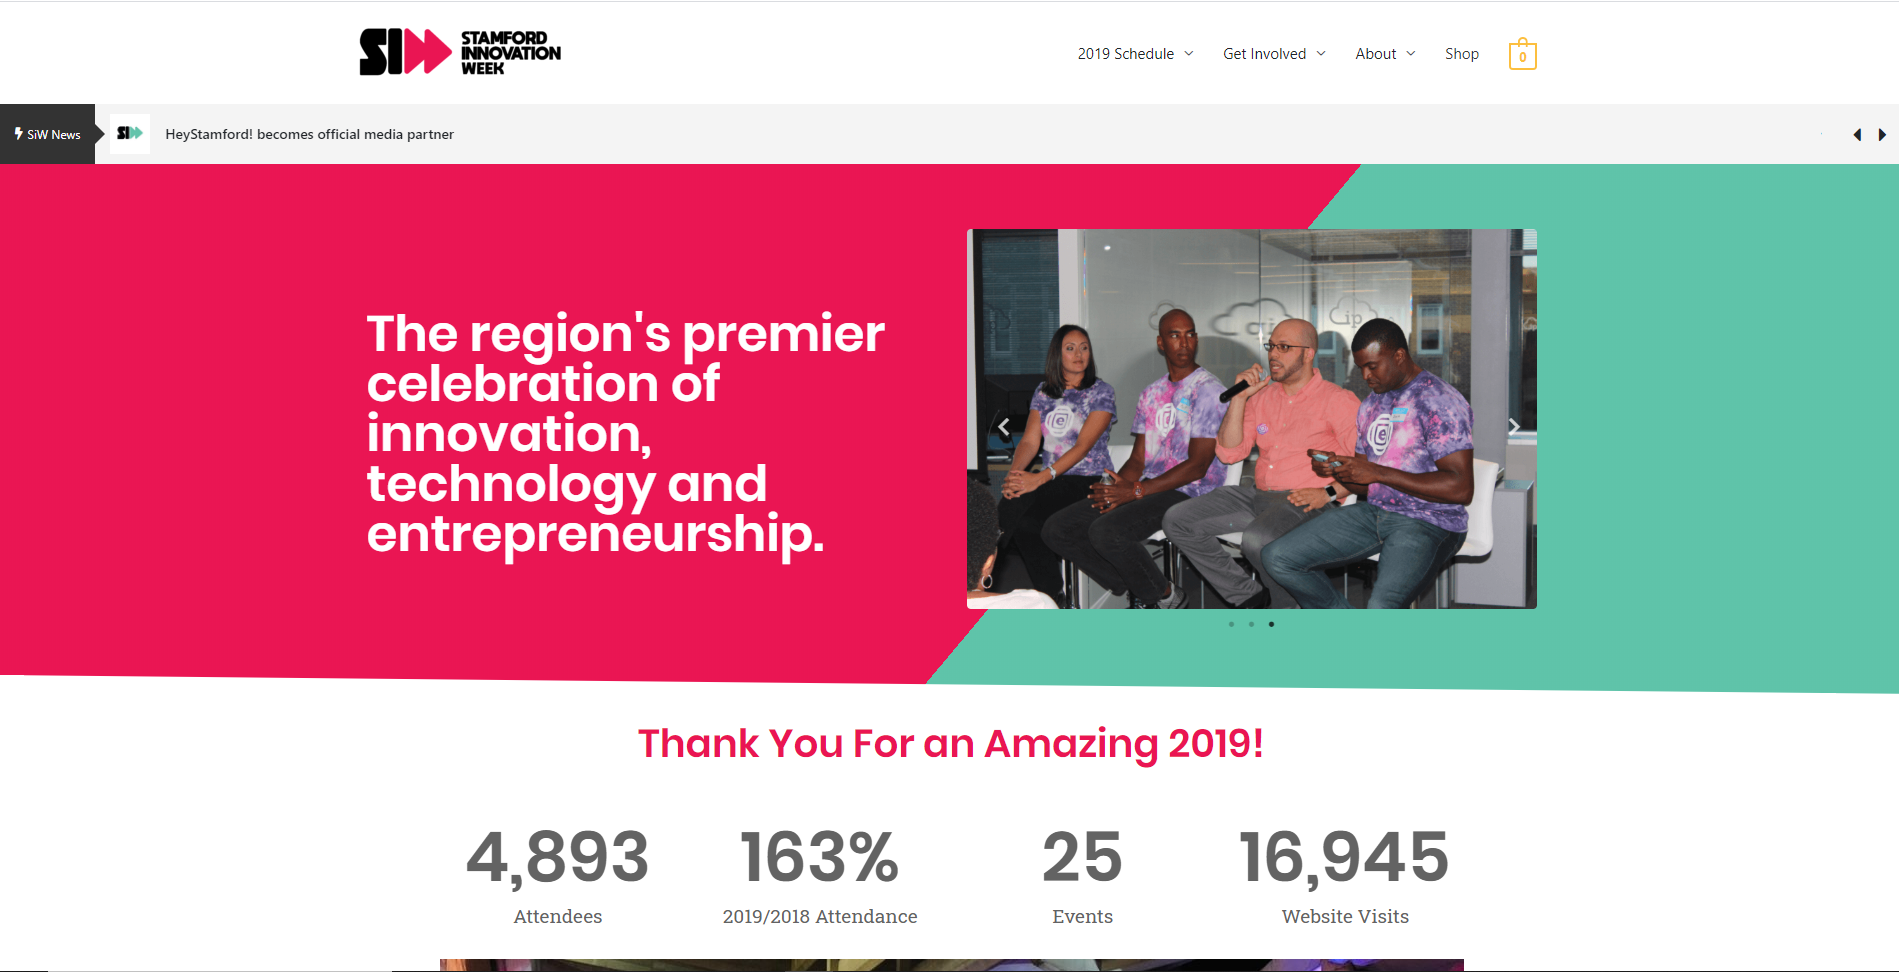 STAMFORD
INNOVATION
WEEK
2019 Schedule
Get Involved
About
Shop
0
SiW News
HeyStamford! becomes official media partner
The region's premier
celebration of
innovation,
technology and
entrepreneurship.
ip
Thank You For an Amazing 2019!
4,893
163%
25
16,945
Attendees
2019/2018 Attendance
Events
Website Visits